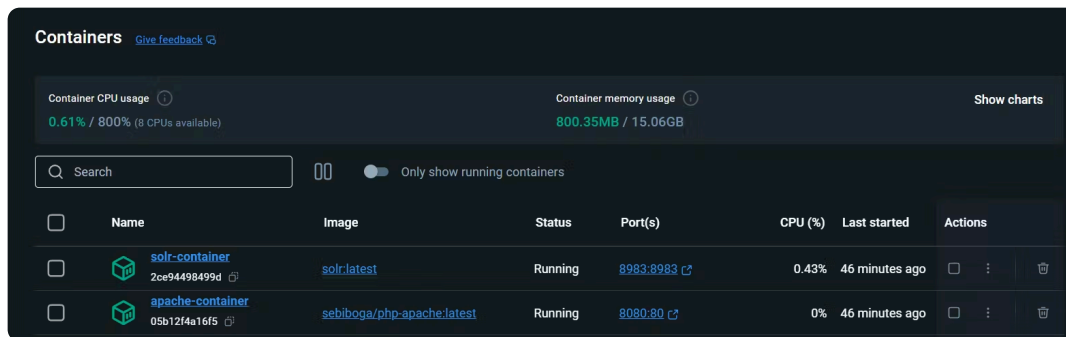 Containers Give feedback
Container CPU usage Container memory usage Show charts
0.61% / 800% (8 CPUs available) 800.35MB / 15.06GB
Search Only show running containers
Name Image Status Port(s) CPU (%) Last started Actions
solr-container
2ce94498499d solr:latest Running 8983:8983 0.43% 46 minutes ago
apache-container
05b12f4a16f5 sebiboga/php-apache:latest Running 8080:80 0% 46 minutes ago